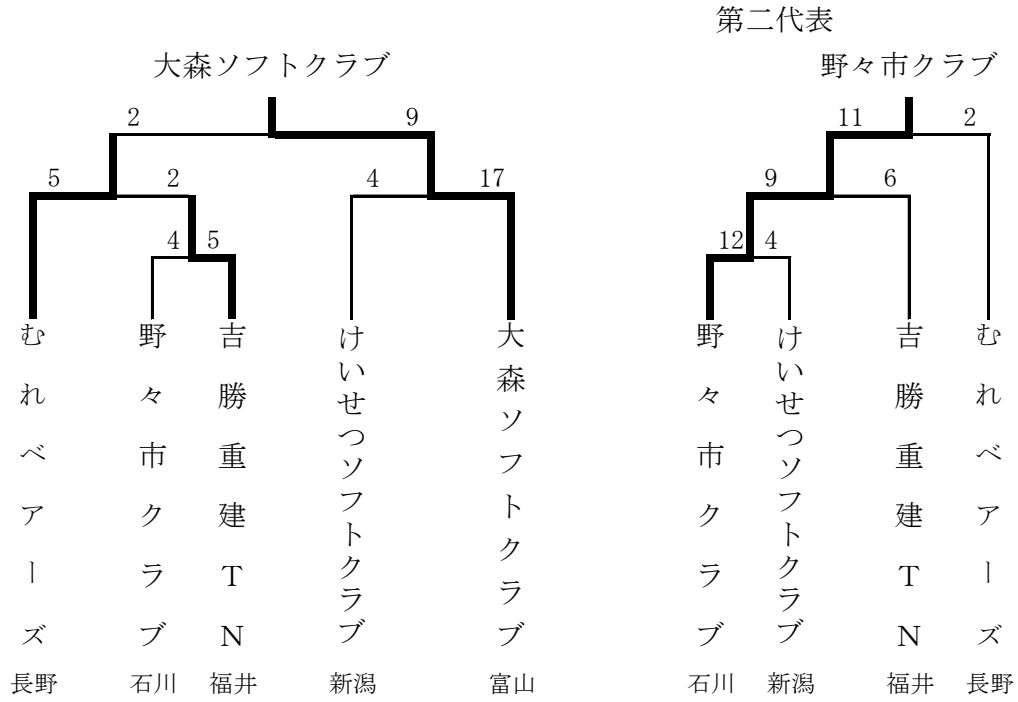 第二代表
大森ソフトクラブ
野々市クラブ
2
9
11
2
5
2
4
17
9
6
4
5
12
4
むれベアーズ
野々市クラブ
吉勝重建TN
けいせつソフトクラブ
大森ソフトクラブ
野々市クラブ
けいせつソフトクラブ
吉勝重建TN
むれベアーズ
長野
石川
福井
新潟
富山
石川
新潟
福井
長野